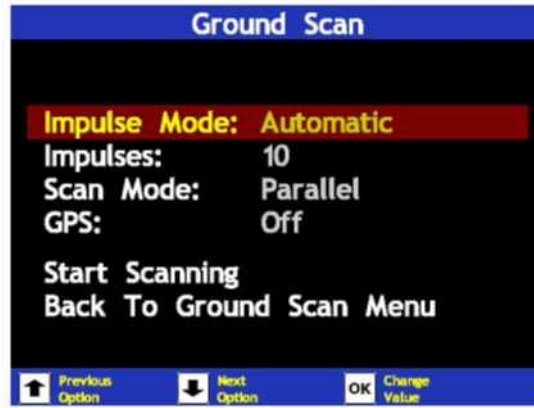 Ground Scan
Impulse Mode: Automatic
Impulses: 10
Scan Mode: Parallel
GPS: Off
Start Scanning
Back To Ground Scan Menu
Previous Option
Next Option
OK Change Value